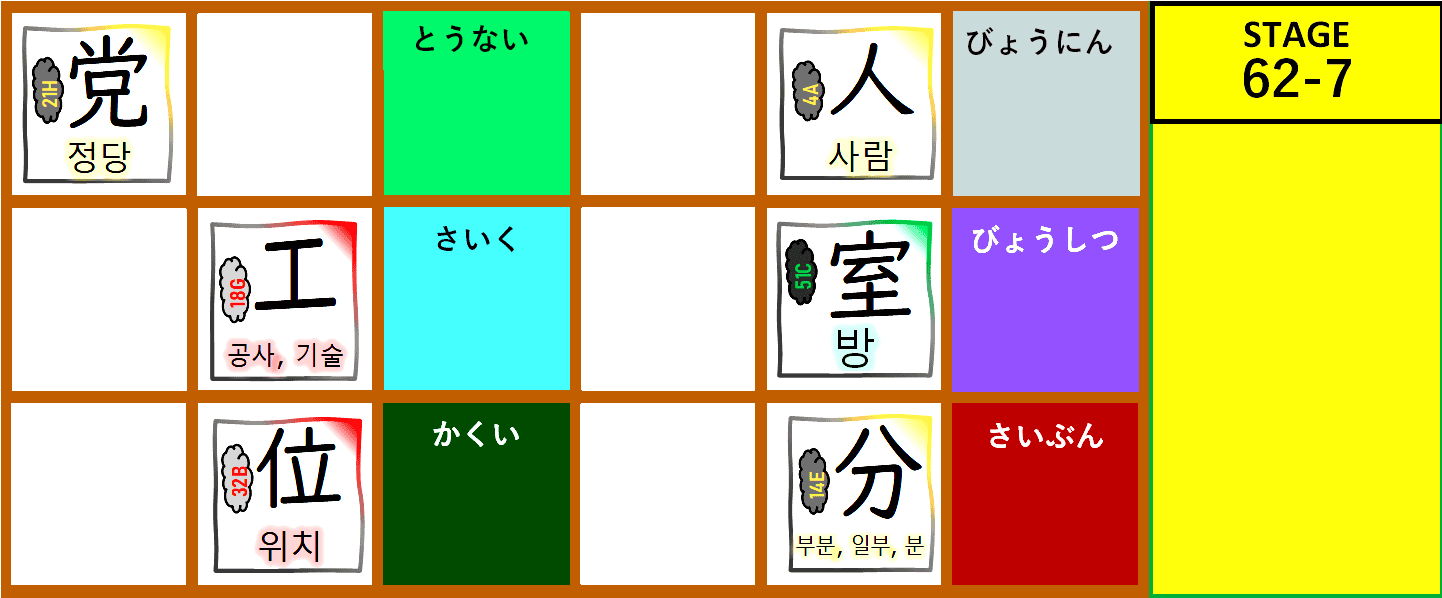 党
21H
정당
とうない
人
4A
사람
びょうにん
STAGE
62-7
工
18G
공사, 기술
さいく
室
51C
방
びょうしつ
位
32B
위치
かくい
分
14E
부분, 일부, 분
さいぶん